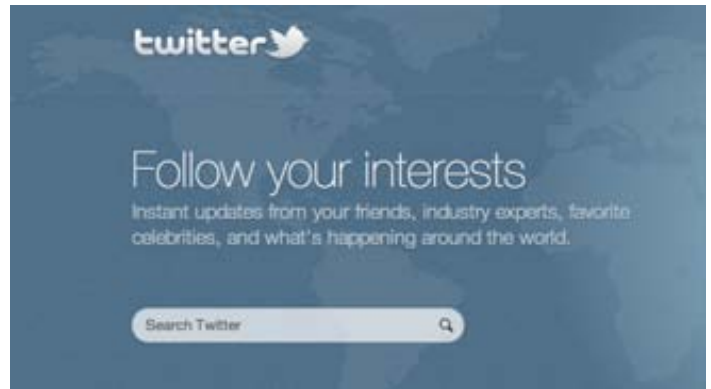 twitter
Follow your interests
Instant updates from your friends, industry experts, favorite
celebrities, and what's happening around the world.
Search Twitter